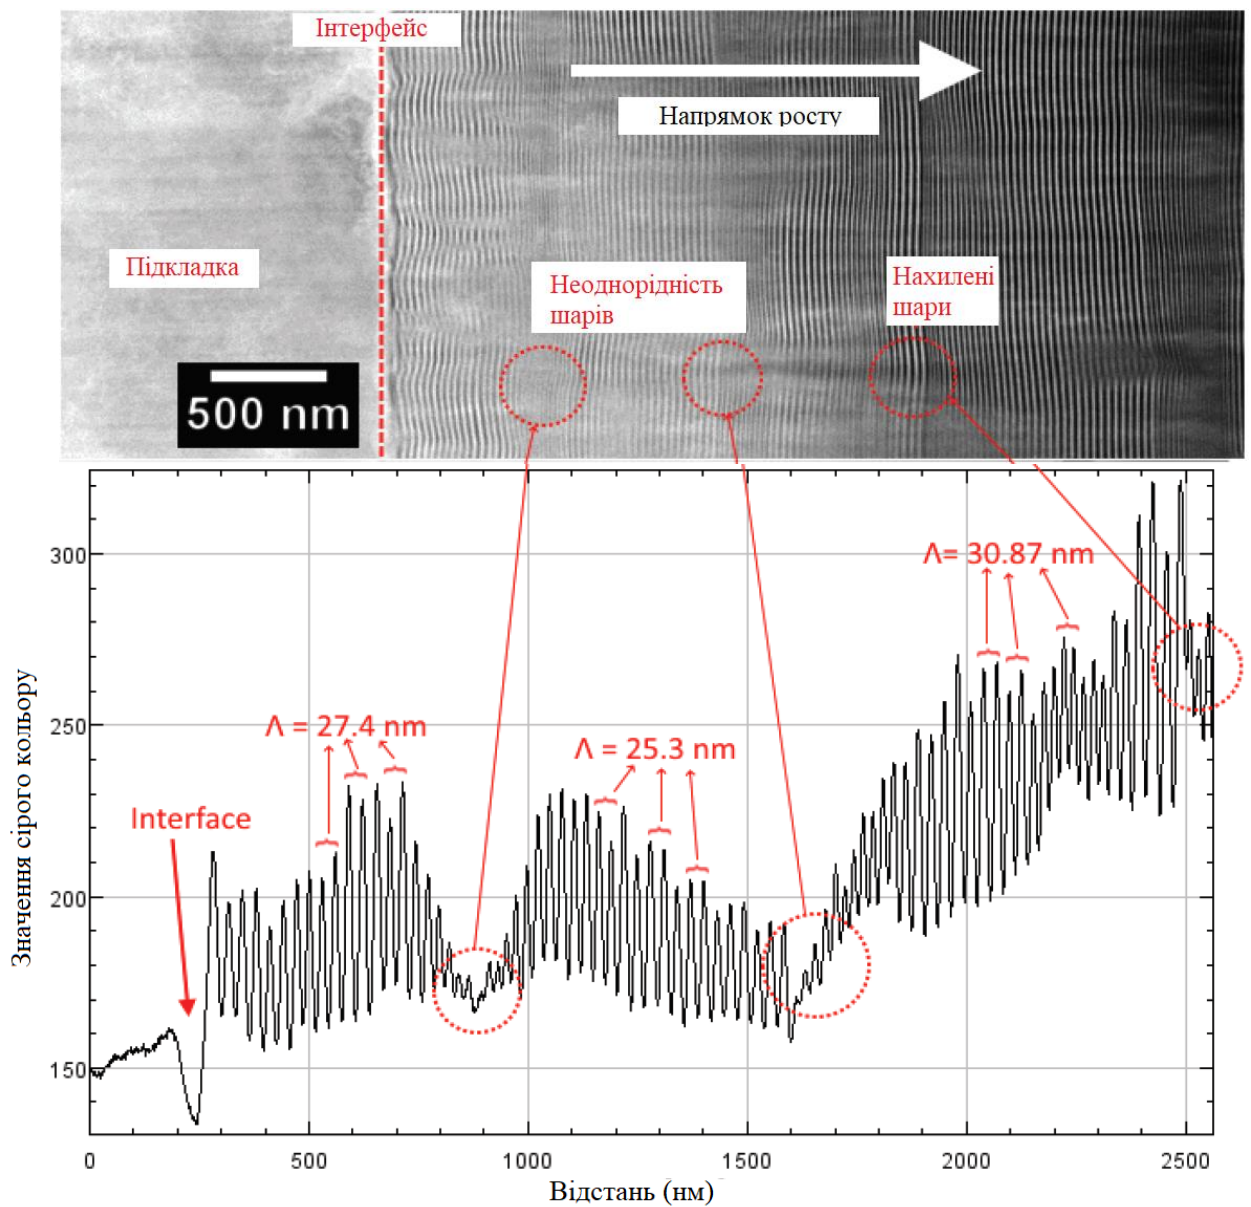 Інтерфейс
Напрямок росту
Підкладка
Неоднорідність
шарів
Нахилені
шари
500 nm
300
250
200
150
Λ= 30.87 nm
Λ = 27.4 nm
Λ = 25.3 nm
Interface
Значення сірого кольору
0
500
1000
1500
2000
2500
Відстань (нм)